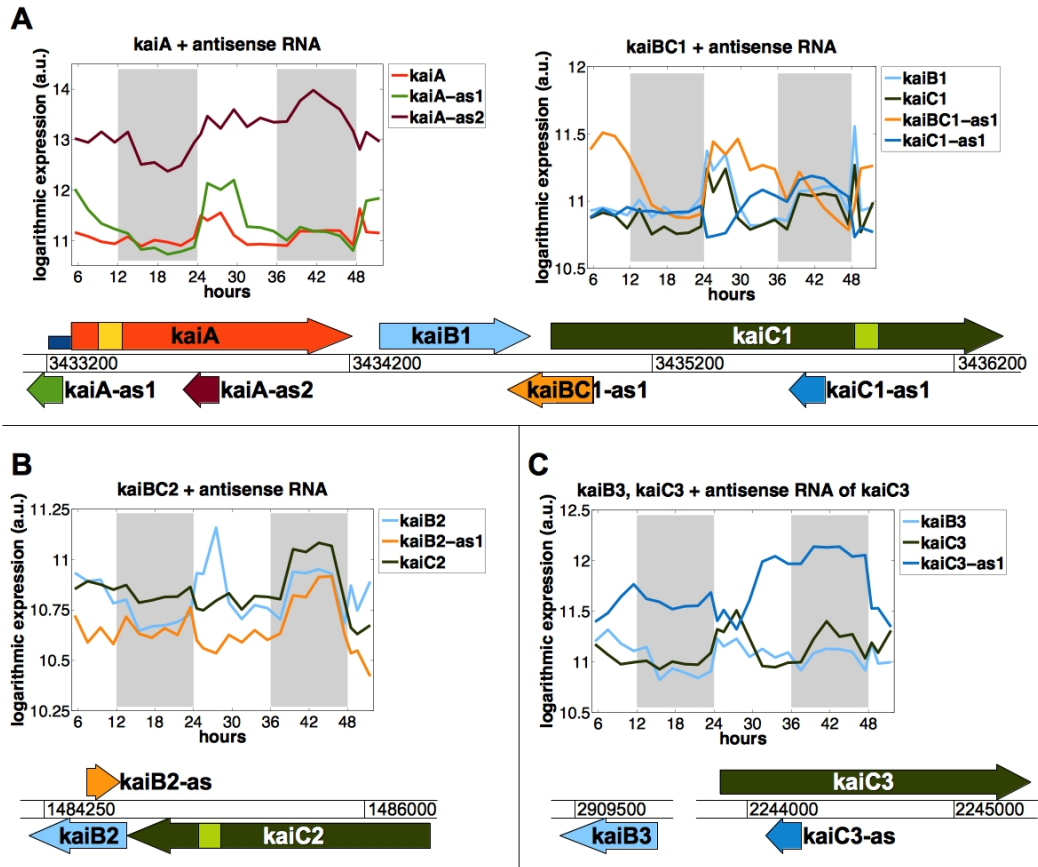 A
kaiA + antisense RNA
logarithmic expression (a.u.)
14
13
12
11
6 12 18 24 30 36 42 48
hours
kaiA
kaiA–as1
kaiA–as2
kaiBC1 + antisense RNA
logarithmic expression (a.u.)
12
11.5
11
10.5
6 12 18 24 30 36 42 48
hours
kaiB1
kaiC1
kaiBC1–as1
kaiC1–as1
kaiA kaiB1 kaiC1
3433200 3434200 3435200 3436200
kaiA-as1 kaiA-as2 kaiBC1-as1 kaiC1-as1
B
kaiBC2 + antisense RNA
logarithmic expression (a.u.)
11.25
11
10.75
10.5
10.25
6 12 18 24 30 36 42 48
hours
kaiB2
kaiB2–as1
kaiC2
kaiB2-as
1484250 1486000
kaiB2 kaiC2
C
kaiB3, kaiC3 + antisense RNA of kaiC3
logarithmic expression (a.u.)
12.5
12
11.5
11
10.5
6 12 18 24 30 36 42 48
hours
kaiB3
kaiC3
kaiC3–as1
kaiC3
2909500 2244000 2245000
kaiB3 kaiC3-as